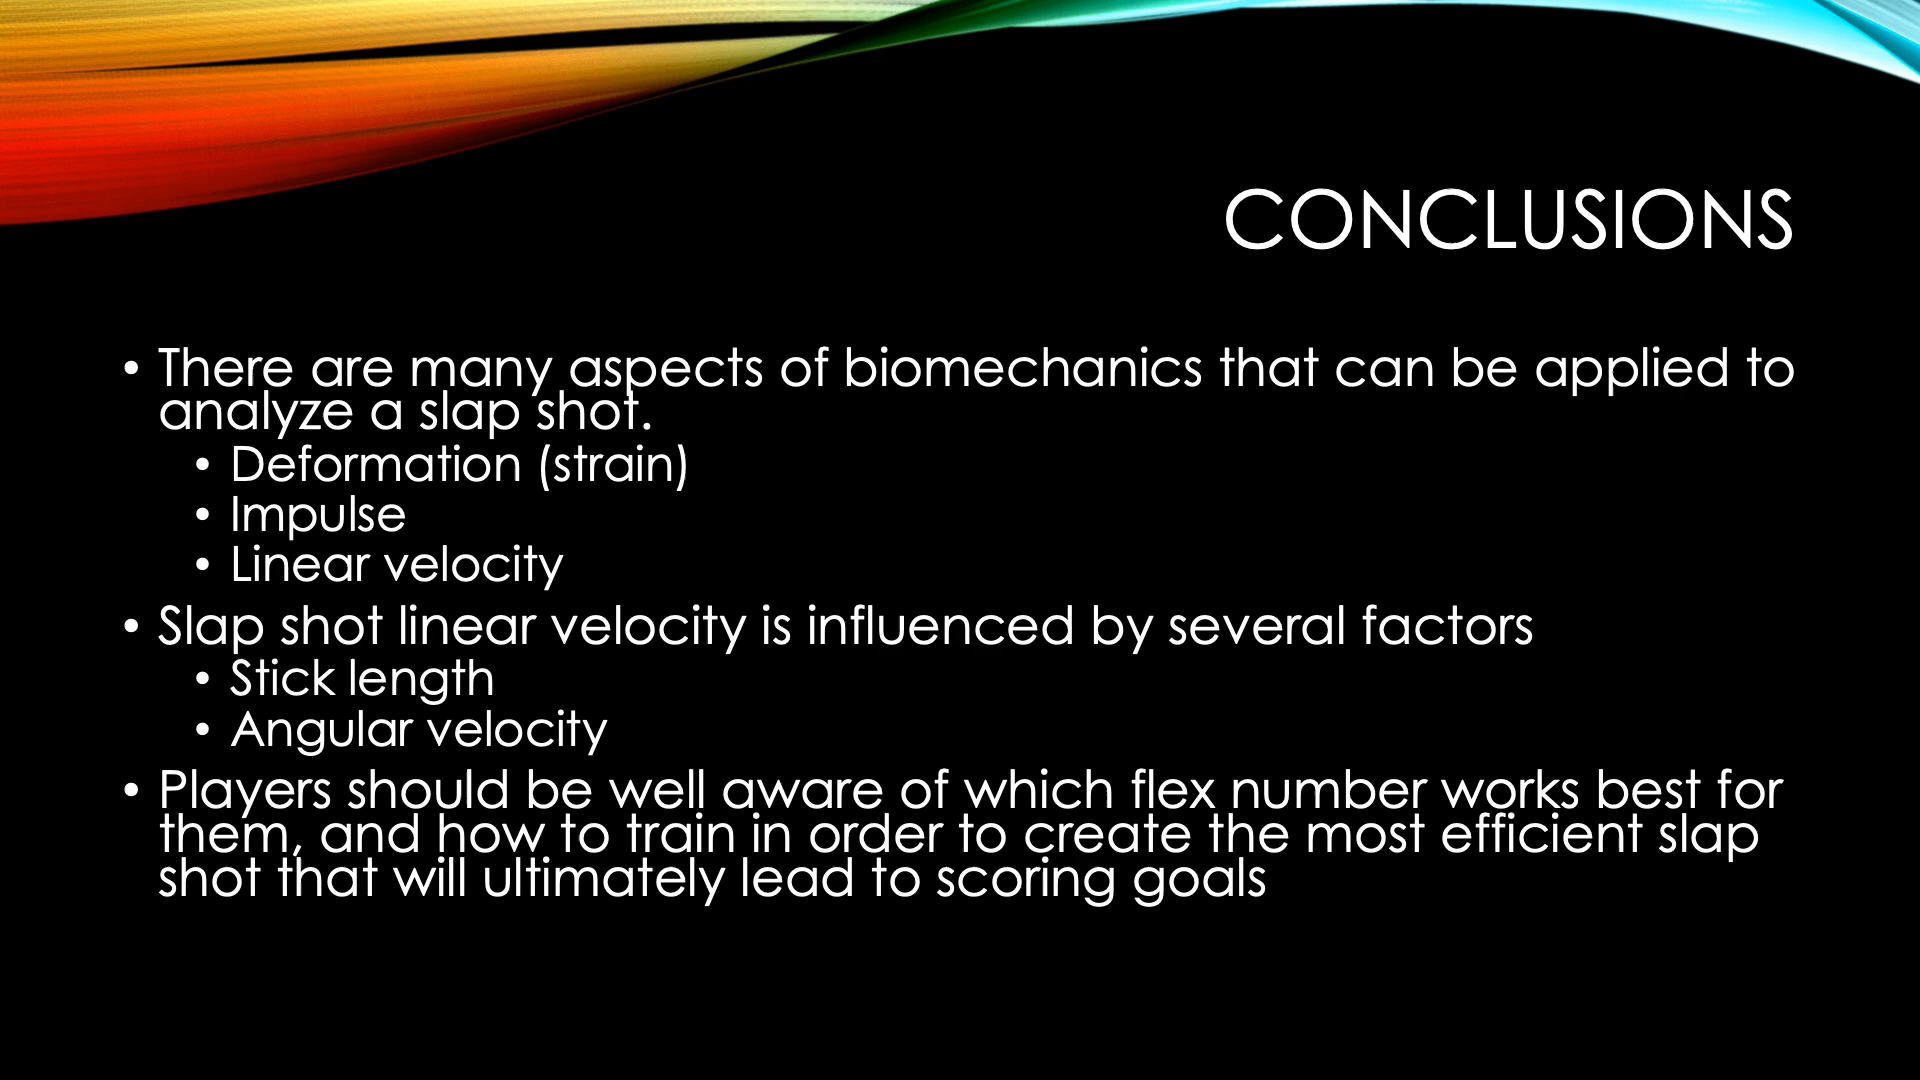 CONCLUSIONS
• There are many aspects of biomechanics that can be applied to
analyze a slap shot.
• Deformation (strain)
• Impulse
• Linear velocity
• Slap shot linear velocity is influenced by several factors
• Stick length
• Angular velocity
• Players should be well aware of which flex number works best for
them, and how to train in order to create the most efficient slap
shot that will ultimately lead to scoring goals